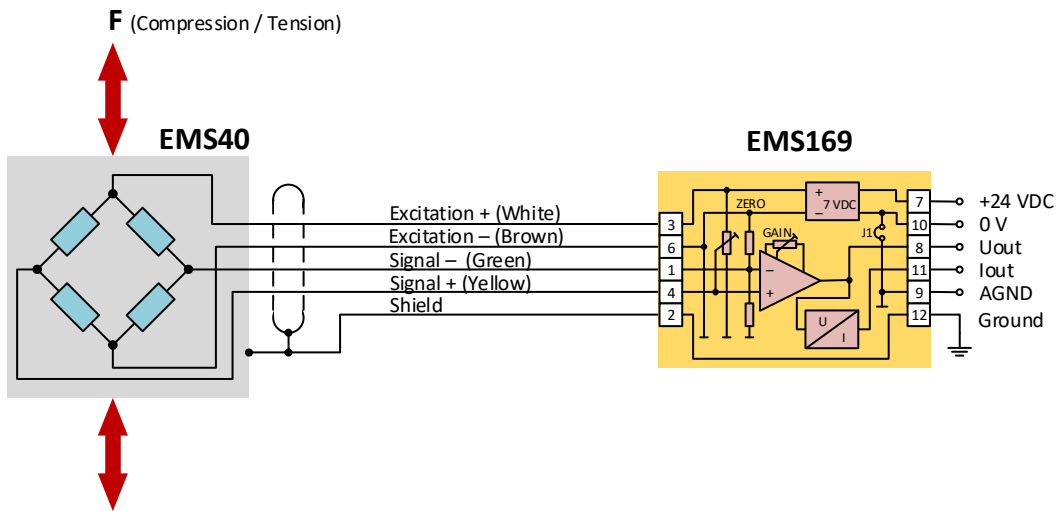 F (Compression / Tension)
EMS40
EMS169
Excitation + (White)
Excitation – (Brown)
Signal – (Green)
Signal + (Yellow)
Shield
3
6
1
4
2
ZERO
GAIN
+
7 VDC
–
J1
–
+
U
I
7
10
8
11
9
12
+24 VDC
0 V
Uout
Iout
AGND
Ground